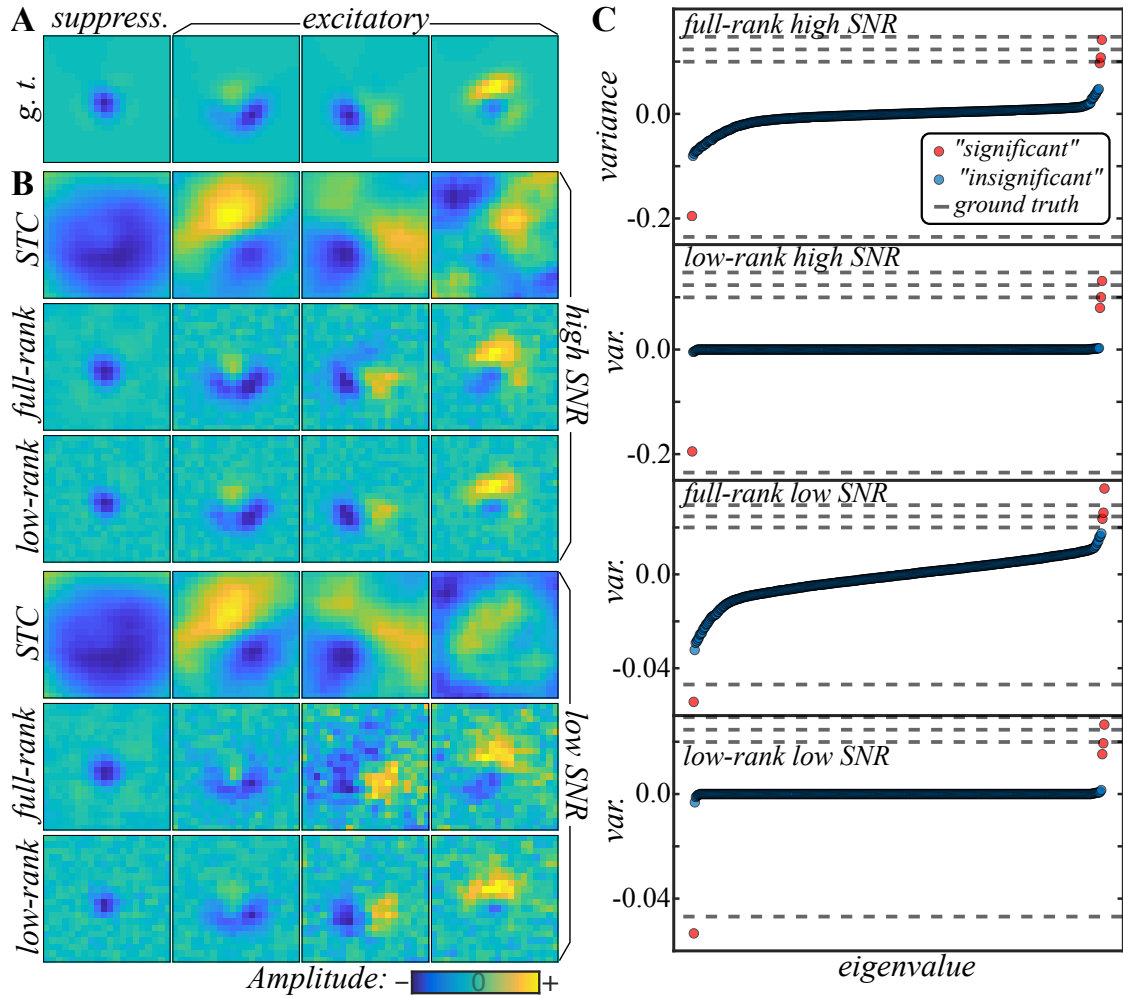 A
suppress.
excitatory
g. t.
B
STC
full-rank
low-rank
high SNR
STC
full-rank
low-rank
low SNR
Amplitude: − 0 +
C
full-rank high SNR
variance
0.0
-0.2
"significant"
"insignificant"
ground truth
low-rank high SNR
var.
0.0
-0.2
full-rank low SNR
var.
0.0
-0.04
low-rank low SNR
var.
0.0
-0.04
eigenvalue